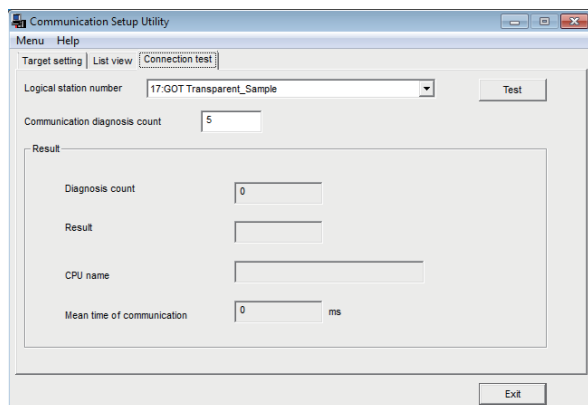 Communication Setup Utility
Menu Help
Target setting List view Connection test
Logical station number 17:GOT Transparent_Sample Test
Communication diagnosis count 5
Result
Diagnosis count 0
Result
CPU name
Mean time of communication 0 ms
Exit